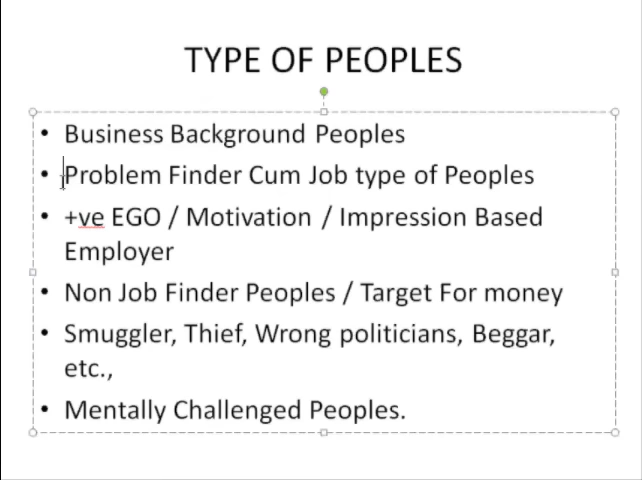 TYPE OF PEOPLES
• Business Background Peoples
• Problem Finder Cum Job type of Peoples
• +ve EGO / Motivation / Impression Based
Employer
• Non Job Finder Peoples / Target For money
• Smuggler, Thief, Wrong politicians, Beggar,
etc.,
• Mentally Challenged Peoples.